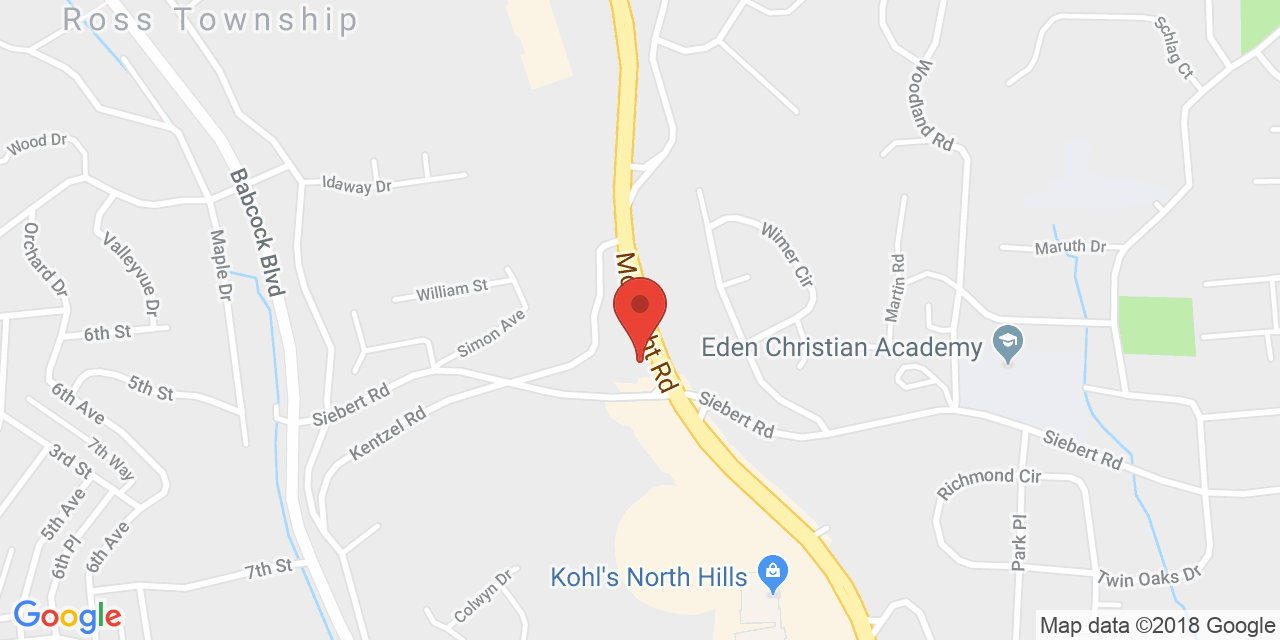 Ross Township
Schlag Ct
Woodland Rd
Wood Dr
Idaway Dr
Babcock Blvd
Orchard Dr
Valleyvue Dr
Maple Dr
Wimer Cir
Maruth Dr
Martin Rd
William St
Simon Ave
6th St
Eden Christian Academy
5th St
6th Ave
Siebert Rd
Kentzel Rd
Siebert Rd
Siebert Rd
7th Way
3rd St
5th Ave
6th Pl
6th Ave
Richmond Cir
Park Pl
Twin Oaks Dr
7th St
Colwyn Dr
Kohl's North Hills
Google
Map data ©2018 Google